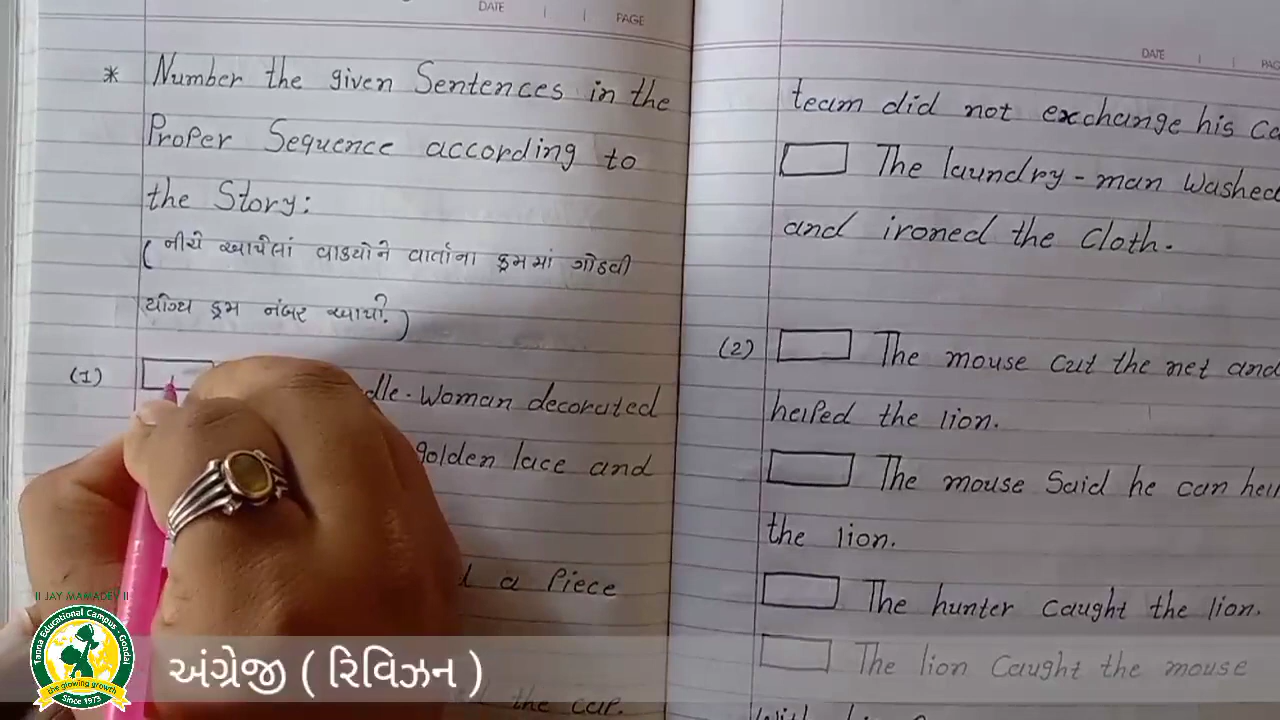 DATE PAGE
* Number the given Sentences in the
Proper Sequence according to
the Story:
( નીચે આપેલાં વાક્યોને વાર્તાના ક્રમમાં ગોઠવી
યોગ્ય ક્રમ નંબર આપો. )
(1) dle-Woman decorated
golden lace and
a Piece
the cap.
DATE PAG
team did not exchange his
The laundry-man Washed
and ironed the Cloth.
(2) The mouse cut the net and
helped the lion.
The mouse Said he can
the lion.
The hunter caught the lion.
The lion Caught the mouse
|| JAY MAMADEV ||
Tanna Educational Campus - Gondal
the growing growth
Since 1973
અંગ્રેજી ( રિવિઝન )